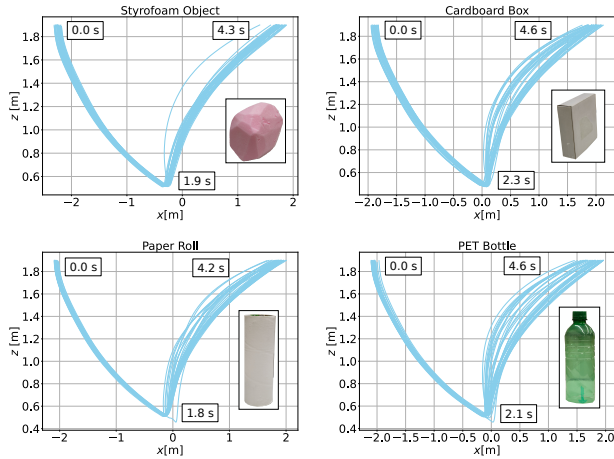 Styrofoam Object
0.0 s
4.3 s
1.9 s
z [m]
1.8
1.6
1.4
1.2
1.0
0.8
0.6
−2
−1
0
1
2
x[m]
Cardboard Box
0.0 s
4.6 s
2.3 s
z [m]
1.8
1.6
1.4
1.2
1.0
0.8
0.6
−2.0
−1.5
−1.0
−0.5
0.0
0.5
1.0
1.5
2.0
x[m]
Paper Roll
0.0 s
4.2 s
1.8 s
z [m]
1.8
1.6
1.4
1.2
1.0
0.8
0.6
0.4
−2
−1
0
1
2
x[m]
PET Bottle
0.0 s
4.6 s
2.1 s
z [m]
1.8
1.6
1.4
1.2
1.0
0.8
0.6
0.4
−2.0
−1.5
−1.0
−0.5
0.0
0.5
1.0
1.5
2.0
x[m]